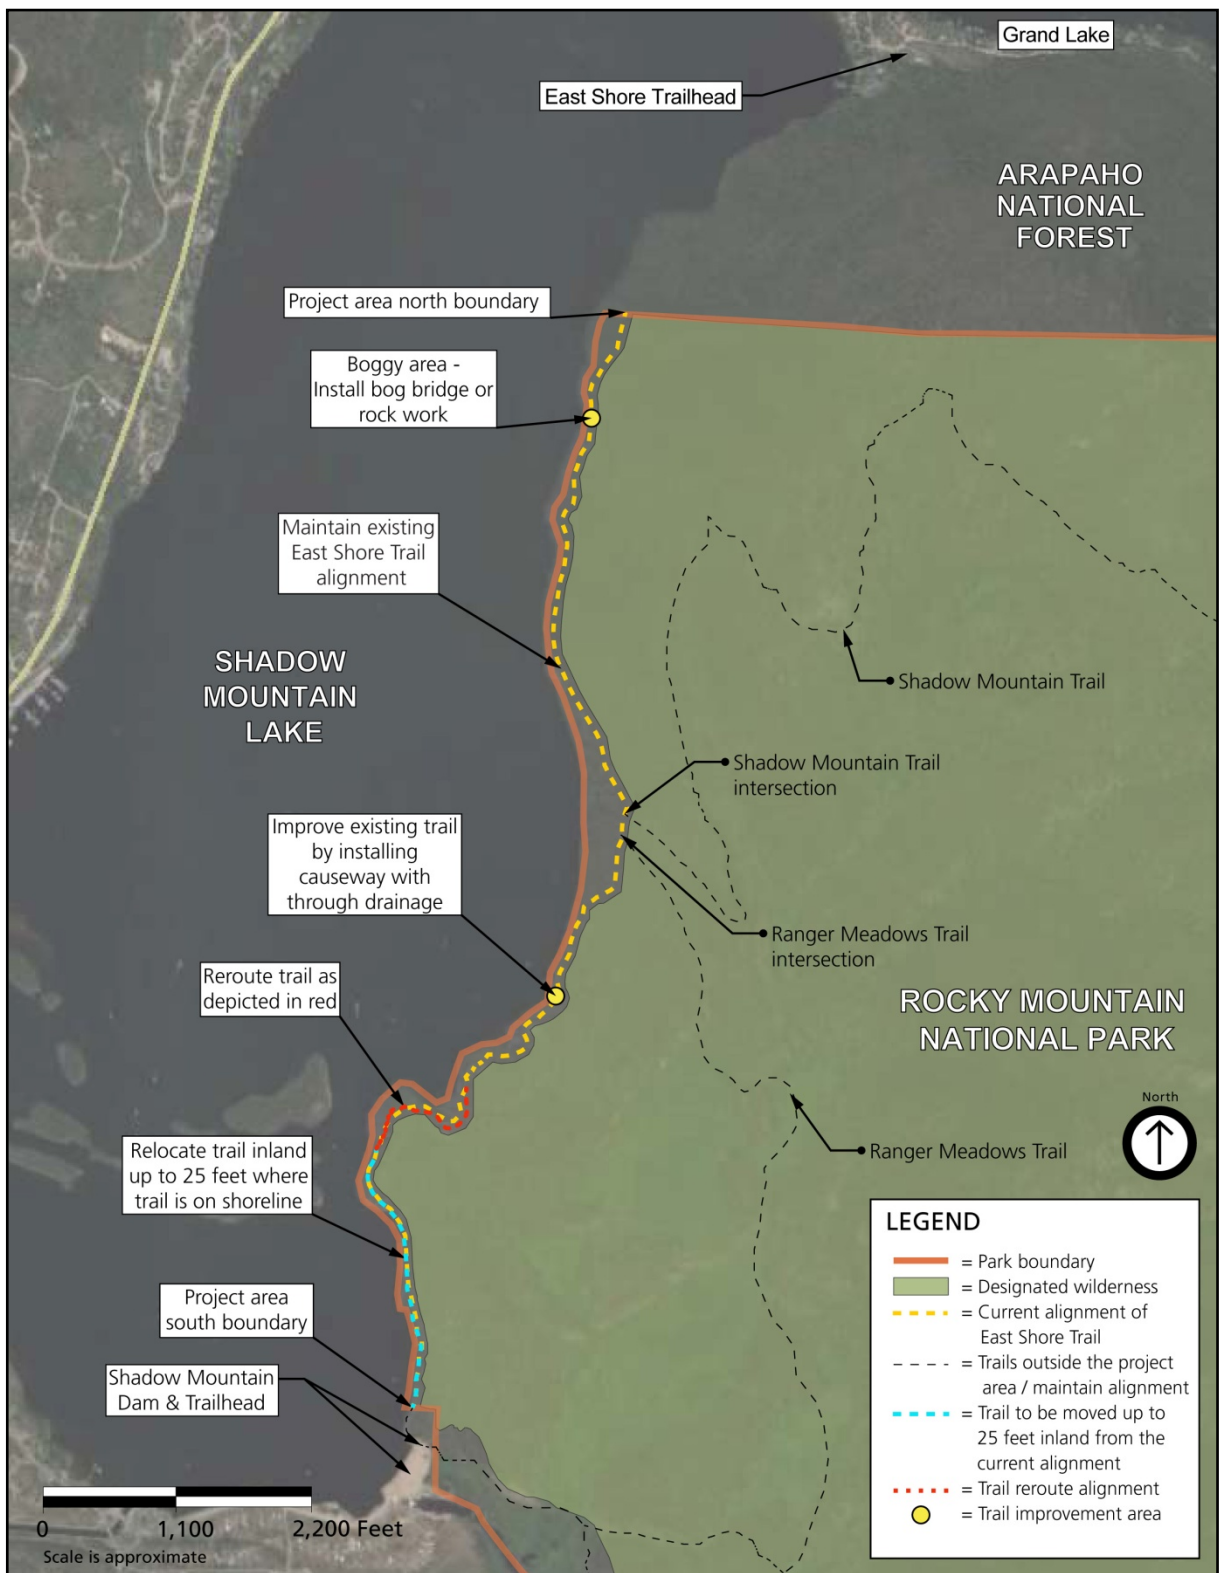 Grand Lake
East Shore Trailhead
ARAPAHO
NATIONAL
FOREST
Project area north boundary
Boggy area -
Install bog bridge or
rock work
Maintain existing
East Shore Trail
alignment
SHADOW
MOUNTAIN
LAKE
Shadow Mountain Trail
Shadow Mountain Trail
intersection
Improve existing trail
by installing
causeway with
through drainage
Ranger Meadows Trail
intersection
Reroute trail as
depicted in red
ROCKY MOUNTAIN
NATIONAL PARK
North
Relocate trail inland
up to 25 feet where
trail is on shoreline
Ranger Meadows Trail
Project area
south boundary
Shadow Mountain
Dam & Trailhead
LEGEND
= Park boundary
= Designated wilderness
= Current alignment of
East Shore Trail
= Trails outside the project
area / maintain alignment
= Trail to be moved up to
25 feet inland from the
current alignment
= Trail reroute alignment
= Trail improvement area
0 1,100 2,200 Feet
Scale is approximate